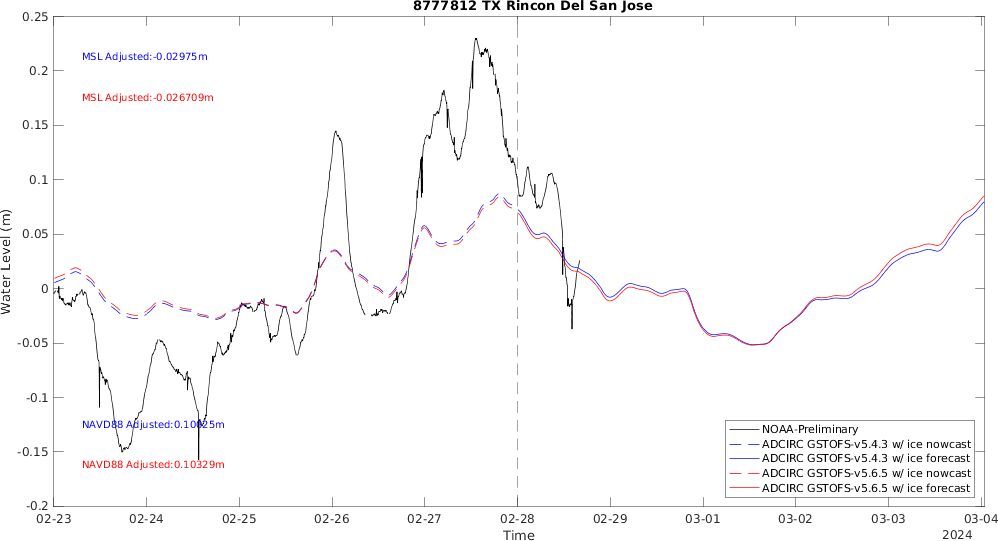 8777812 TX Rincon Del San Jose
0.25
0.2
0.15
0.1
0.05
0
-0.05
-0.1
-0.15
-0.2
Water Level (m)
MSL Adjusted:-0.02975m
MSL Adjusted:-0.026709m
NAVD88 Adjusted:0.10025m
NAVD88 Adjusted:0.10329m
NOAA-Preliminary
ADCIRC GSTOFS-v5.4.3 w/ ice nowcast
ADCIRC GSTOFS-v5.4.3 w/ ice forecast
ADCIRC GSTOFS-v5.6.5 w/ ice nowcast
ADCIRC GSTOFS-v5.6.5 w/ ice forecast
02-23 02-24 02-25 02-26 02-27 02-28 02-29 03-01 03-02 03-03 03-04
Time
2024